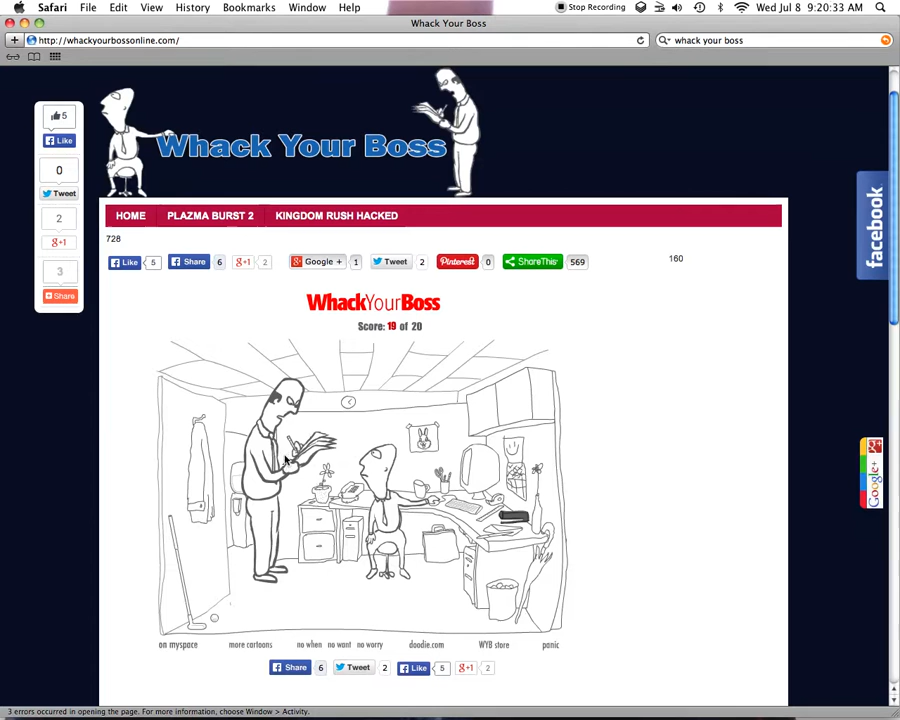 Safari File Edit View History Bookmarks Window Help Stop Recording Wed Jul 8 9:20:33 AM
Whack Your Boss
http://whackyourbossonline.com/ whack your boss
5
Like
0
Tweet
2
g+1
3
Share
Whack Your Boss
facebook
HOME PLAZMA BURST 2 KINGDOM RUSH HACKED
728
Like 5 Share 6 g+1 2 Google + 1 Tweet 2 Pinterest 0 ShareThis 569
160
WhackYourBoss
Score: 19 of 20
Google+
on myspace more cartoons no when no want no worry doodie.com WYB store panic
Share 6 Tweet 2 Like 5 g+1 2
3 errors occurred in opening the page. For more information, choose Window > Activity.